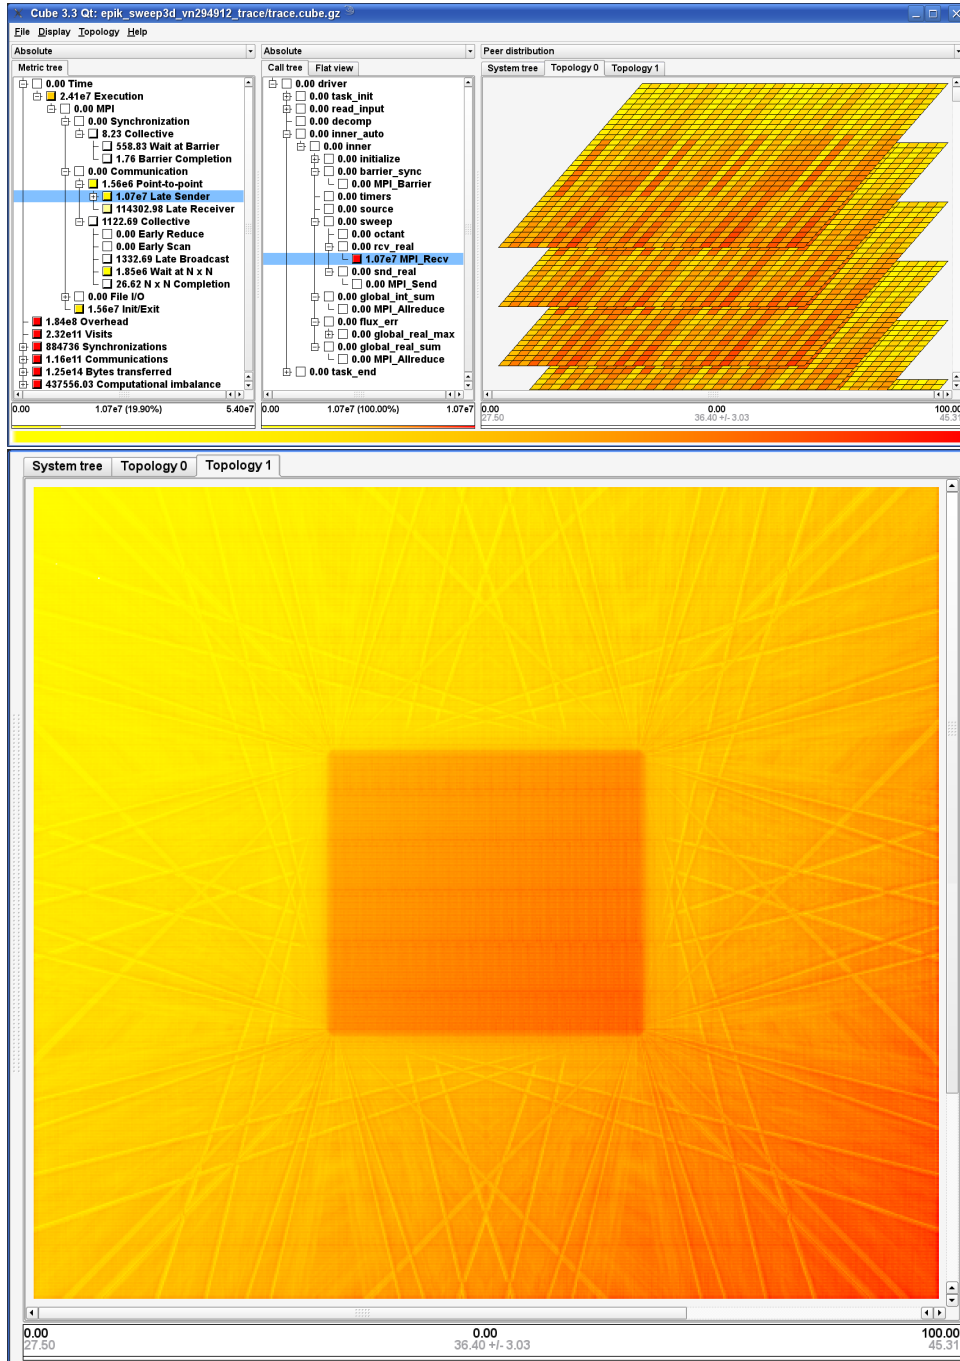 Cube 3.3 Qt: epik_sweep3d_vn294912_trace/trace.cube.gz
File Display Topology Help
Absolute
Absolute
Peer distribution
Metric tree
Call tree Flat view
System tree Topology 0 Topology 1
0.00 Time
2.41e7 Execution
0.00 MPI
0.00 Synchronization
8.23 Collective
558.83 Wait at Barrier
1.76 Barrier Completion
0.00 Communication
1.56e6 Point-to-point
1.07e7 Late Sender
114302.98 Late Receiver
1122.69 Collective
0.00 Early Reduce
0.00 Early Scan
1332.69 Late Broadcast
1.85e6 Wait at N x N
26.62 N x N Completion
0.00 File I/O
1.56e7 Init/Exit
1.84e8 Overhead
2.32e11 Visits
884736 Synchronizations
1.16e11 Communications
1.25e14 Bytes transferred
437556.03 Computational imbalance
0.00 driver
0.00 task_init
0.00 read_input
0.00 decomp
0.00 inner_auto
0.00 inner
0.00 initialize
0.00 barrier_sync
0.00 MPI_Barrier
0.00 timers
0.00 source
0.00 sweep
0.00 octant
0.00 rcv_real
1.07e7 MPI_Recv
0.00 snd_real
0.00 MPI_Send
0.00 global_int_sum
0.00 MPI_Allreduce
0.00 flux_err
0.00 global_real_max
0.00 global_real_sum
0.00 MPI_Allreduce
0.00 task_end
0.00 1.07e7 (19.90%) 5.40e7
0.00 1.07e7 (100.00%) 1.07e7
0.00 0.00 100.00
27.50 36.40 +/- 3.03 45.31
System tree Topology 0 Topology 1
0.00 0.00 100.00
27.50 36.40 +/- 3.03 45.31